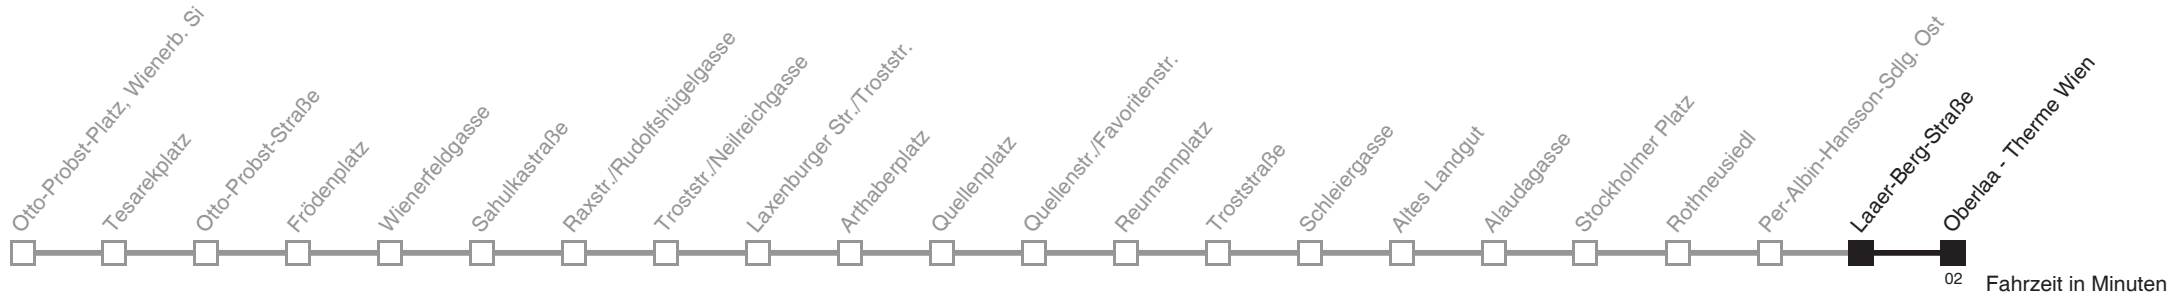 Otto-Probst-Platz, Wienerb. Si
Tesarekplatz
Otto-Probst-Straße
Frödenplatz
Wienerfeldgasse
Sahulkastraße
Raxstr./Rudolfshügelgasse
Troststr./Neilreichgasse
Laxenburger Str./Troststr.
Arthaberplatz
Quellenplatz
Quellenstr./Favoritenstr.
Reumannplatz
Troststraße
Schleiergasse
Altes Landgut
Alaudagasse
Stockholmer Platz
Rothneusiedl
Per-Albin-Hansson-Sdlg. Ost
Laaer-Berg-Straße
Oberlaa - Therme Wien
02
Fahrzeit in Minuten